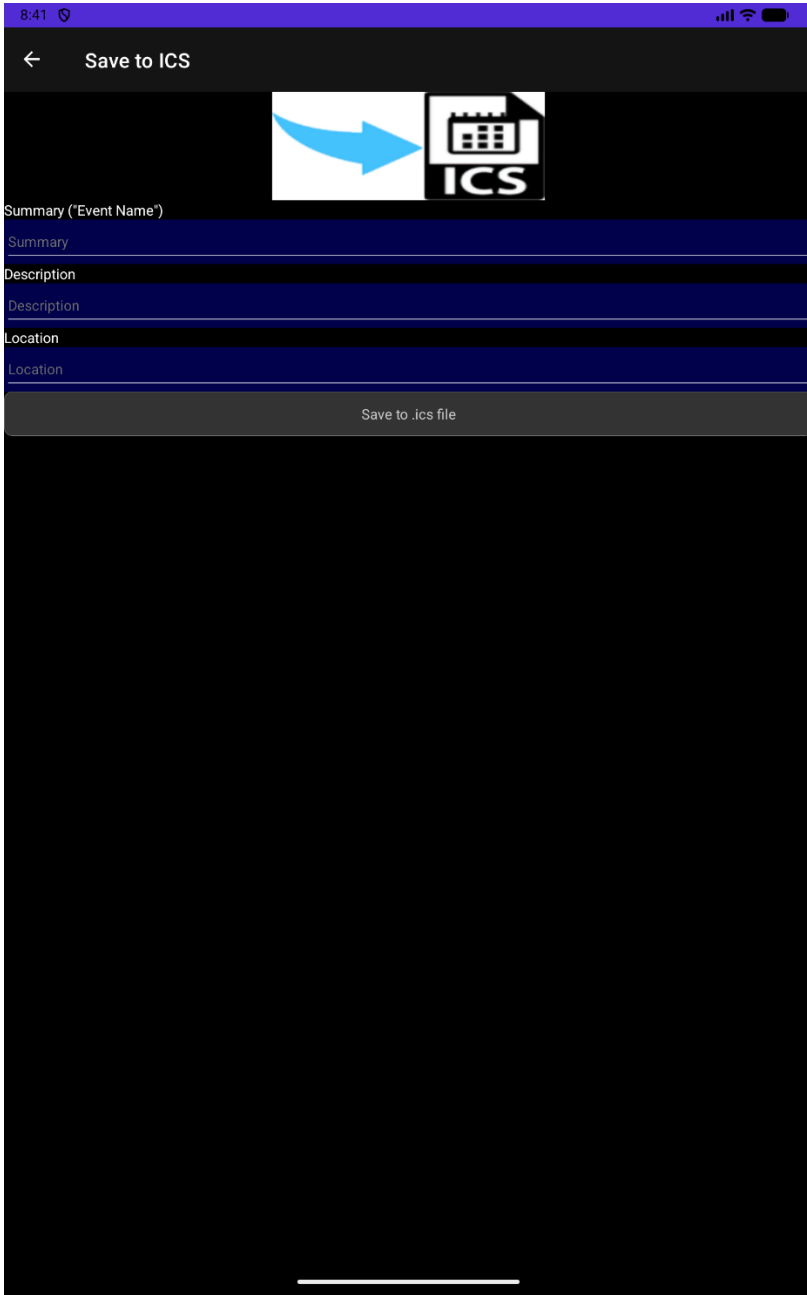 8:41
Save to ICS
ICS
Summary ("Event Name")
Summary
Description
Description
Location
Location
Save to .ics file